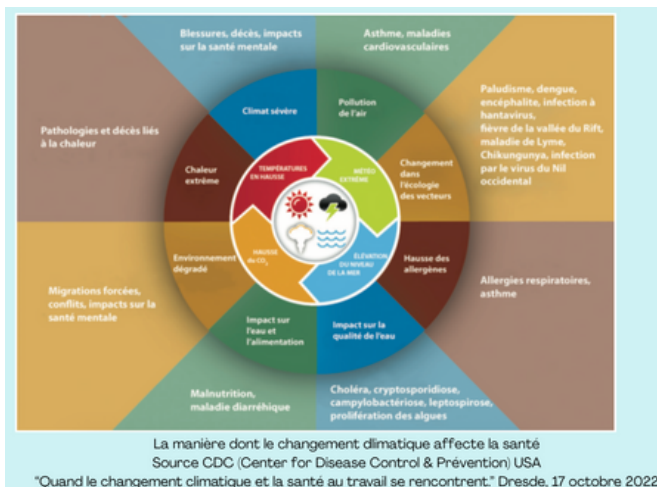 Blessures, décès, impacts
sur la santé mentale
Asthme, maladies
cardiovasculaires
Pathologies et décès liés
à la chaleur
Climat sévère
Pollution
de l'air
Paludisme, dengue,
encéphalite, infection à
hantavirus,
fièvre de la vallée du Rift,
maladie de Lyme,
Chikungunya, infection
par le virus du Nil
occidental
Chaleur
extrême
TEMPÉRATURES
EN HAUSSE
MÉTÉO
EXTRÊME
Changement
dans
l'écologie
des vecteurs
Environnement
dégradé
HAUSSE
du CO₂
ÉLÉVATION
DU NIVEAU
DE LA MER
Hausse des
allergènes
Migrations forcées,
conflits, impacts sur la
santé mentale
Allergies respiratoires,
asthme
Impact sur
l'eau et
l'alimentation
Impact sur la
qualité de l'eau
Malnutrition,
maladie diarréhique
Choléra, cryptosporidiose,
campylobactériose, leptospirose,
prolifération des algues
La manière dont le changement dlimatique affecte la santé
Source CDC (Center for Disease Control & Prévention) USA
"Quand le changement climatique et la santé au travail se rencontrent." Dresde, 17 octobre 2022